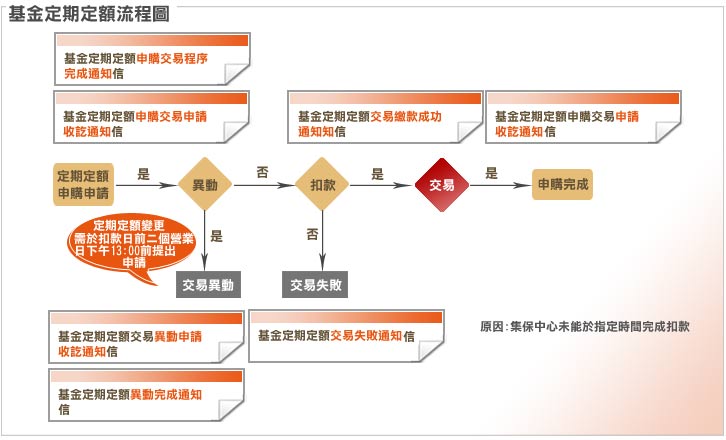 基金定期定額流程圖
基金定期定額申購交易程序
完成通知信
基金定期定額申購交易申請
收訖通知信
基金定期定額交易繳款成功
通知知信
基金定期定額申購交易申請
收訖通知信
定期定額
申購申請
是
異動
否
扣款
是
交易
是
申購完成
定期定額變更
需於扣款日前二個營業
日下午13:00前提出
申請
是
否
交易異動
交易失敗
基金定期定額交易異動申請
收訖通知信
基金定期定額交易失敗通知信
原因:集保中心未能於指定時間完成扣款
基金定期定額異動完成通知
信